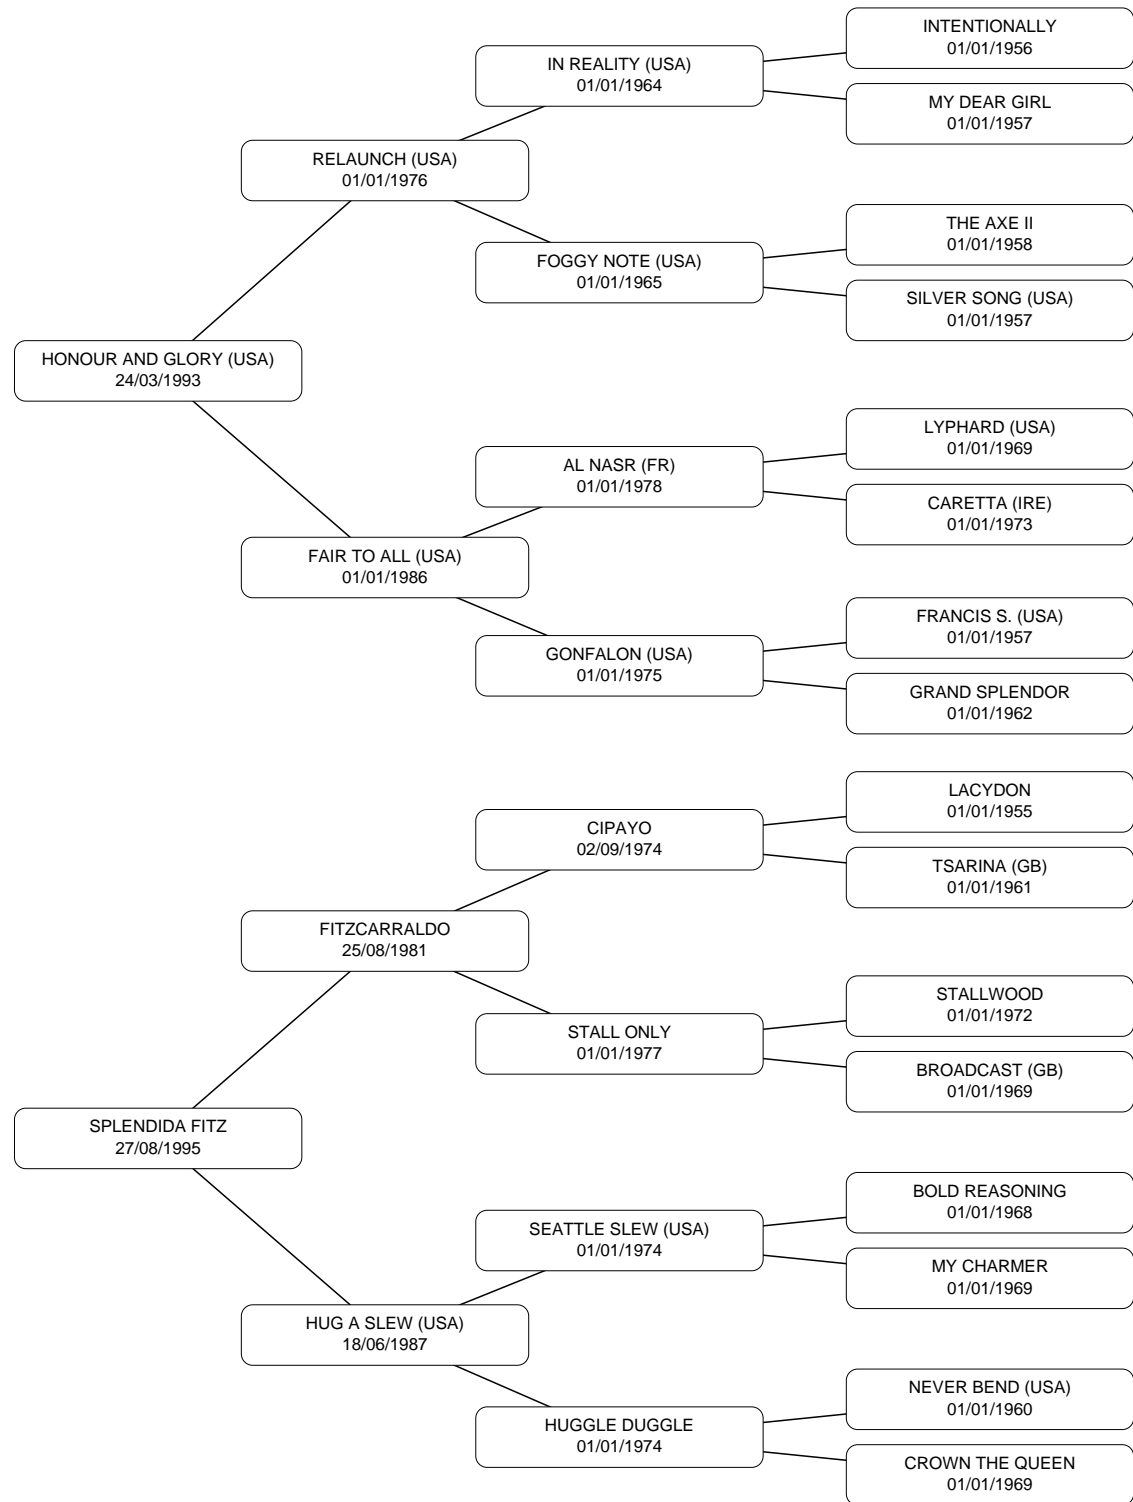 INTENTIONALLY
01/01/1956
IN REALITY (USA)
01/01/1964
MY DEAR GIRL
01/01/1957
RELAUNCH (USA)
01/01/1976
THE AXE II
01/01/1958
FOGGY NOTE (USA)
01/01/1965
SILVER SONG (USA)
01/01/1957
HONOUR AND GLORY (USA)
24/03/1993
LYPHARD (USA)
01/01/1969
AL NASR (FR)
01/01/1978
CARETTA (IRE)
01/01/1973
FAIR TO ALL (USA)
01/01/1986
FRANCIS S. (USA)
01/01/1957
GONFALON (USA)
01/01/1975
GRAND SPLENDOR
01/01/1962
LACYDON
01/01/1955
CIPAYO
02/09/1974
TSARINA (GB)
01/01/1961
FITZCARRALDO
25/08/1981
STALLWOOD
01/01/1972
STALL ONLY
01/01/1977
BROADCAST (GB)
01/01/1969
SPLENDIDA FITZ
27/08/1995
BOLD REASONING
01/01/1968
SEATTLE SLEW (USA)
01/01/1974
MY CHARMER
01/01/1969
HUG A SLEW (USA)
18/06/1987
NEVER BEND (USA)
01/01/1960
HUGGLE DUGGLE
01/01/1974
CROWN THE QUEEN
01/01/1969